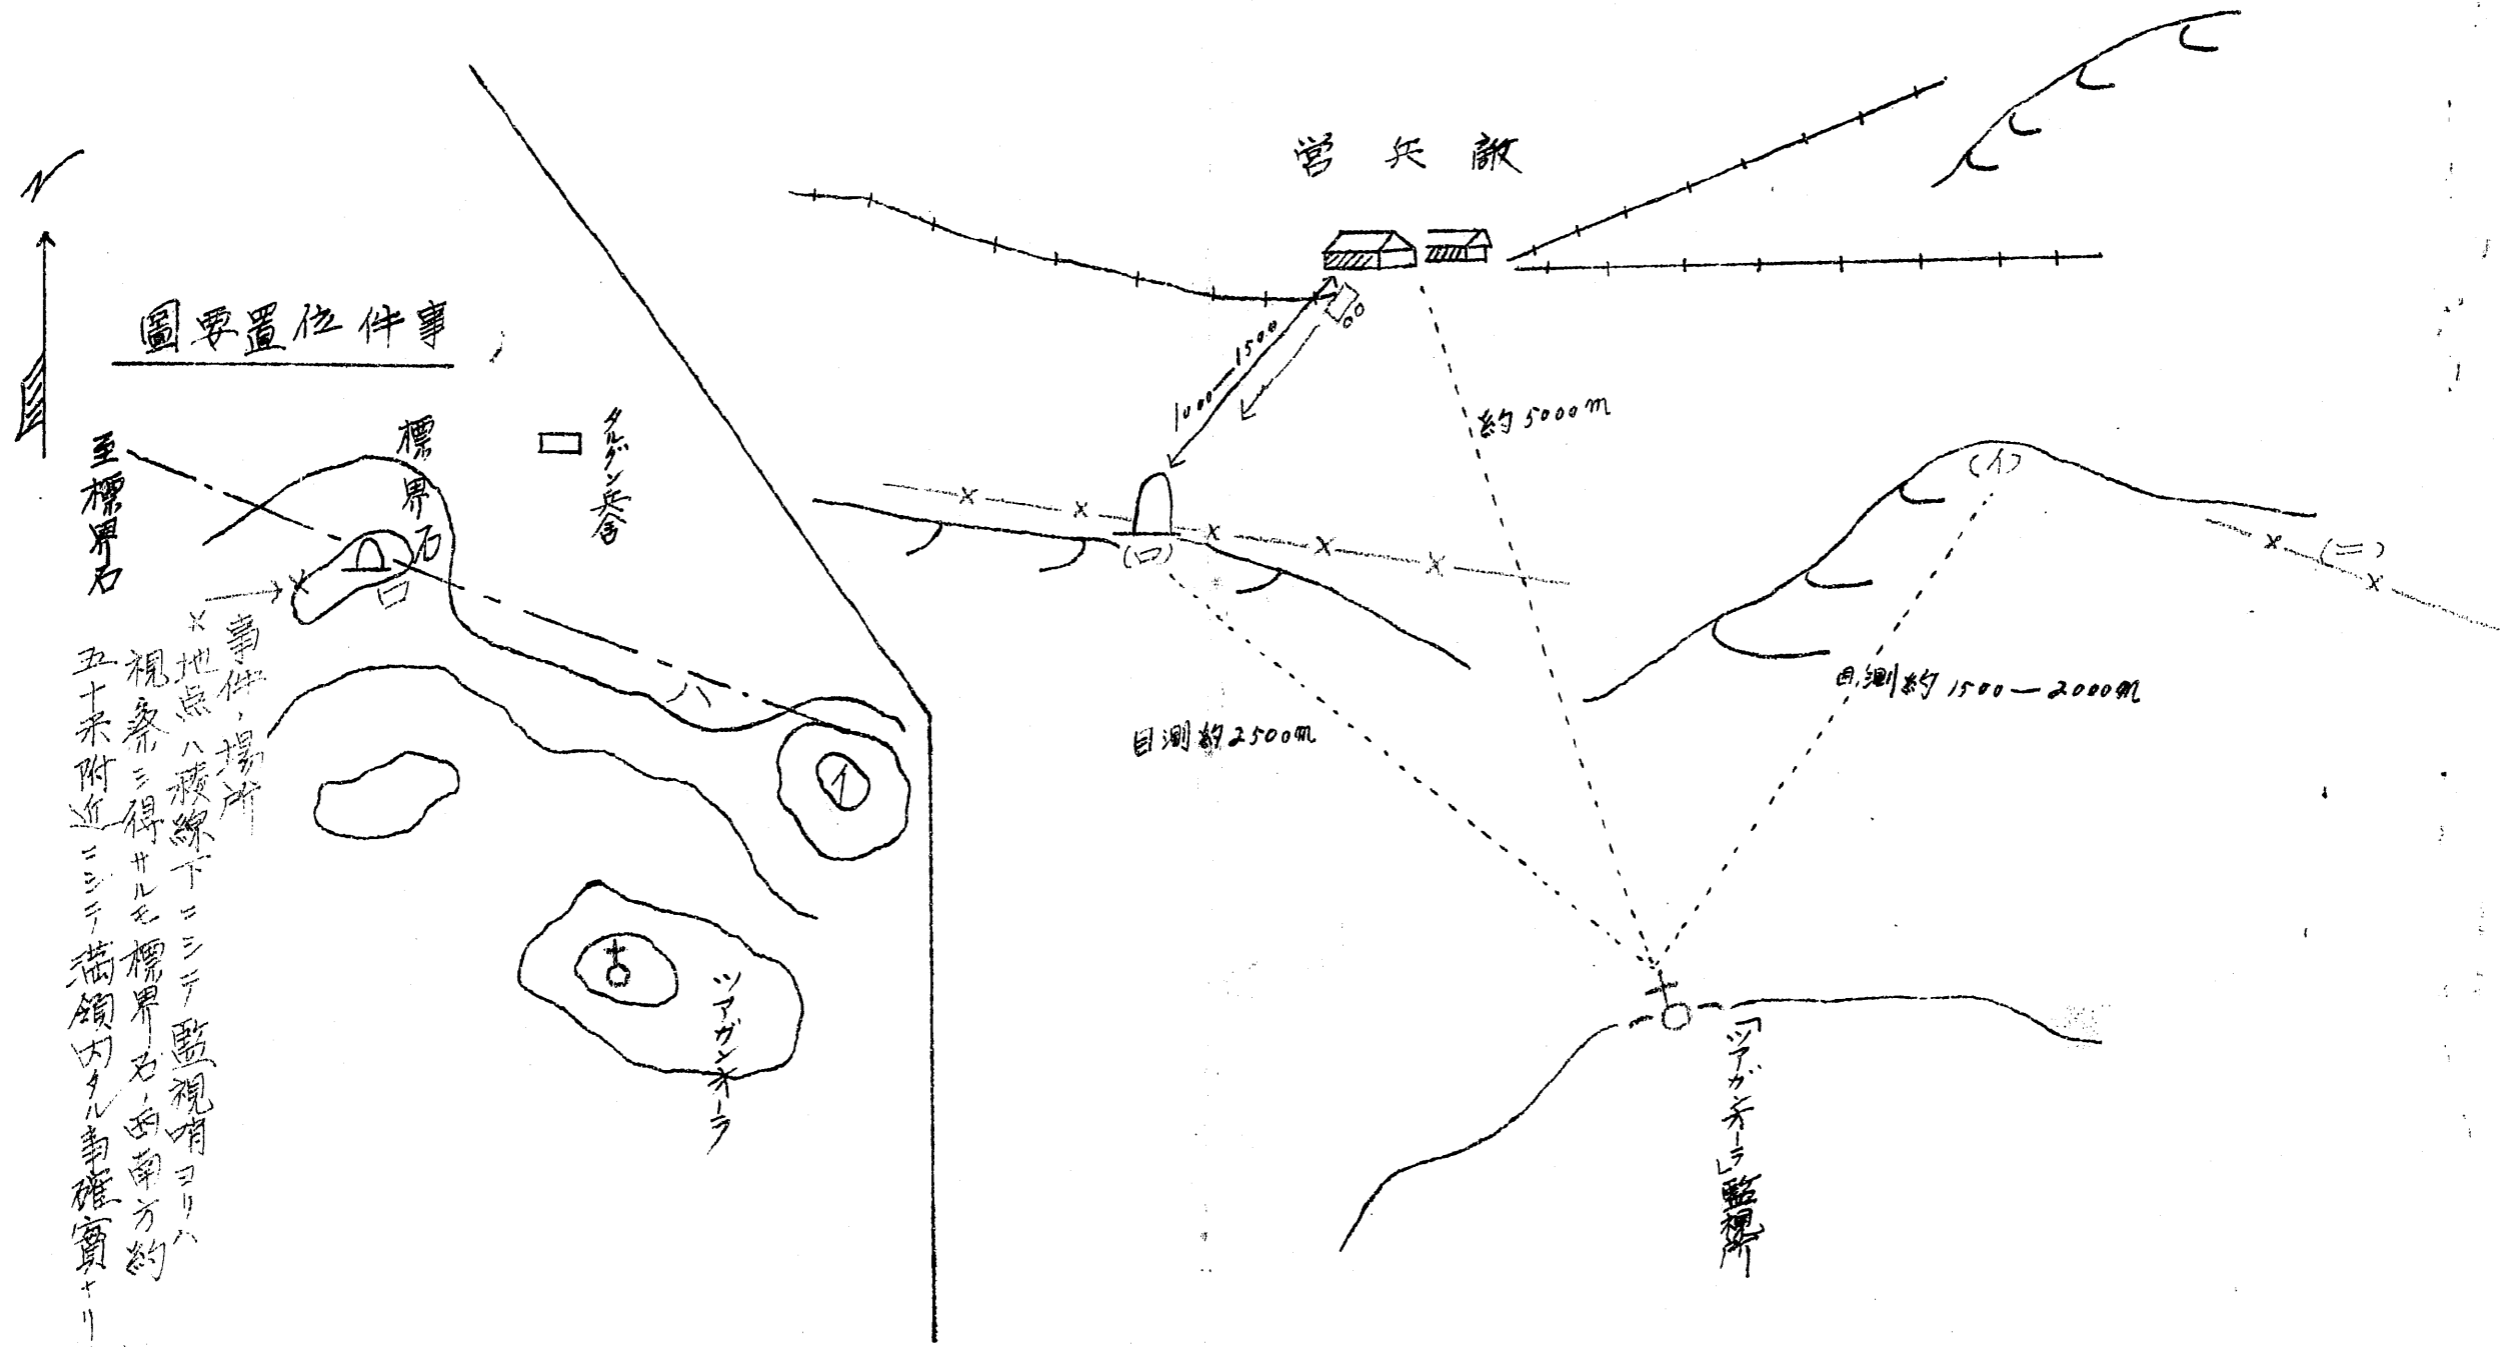 事件位置要圖
N
至標界石
標界石
タルダン兵舎
ロ
ハ
イ
ツアガンオーラ
事件ノ場所
×地点ハ稜線下ニシテ監視哨ヨリハ
視察シ得サルモ標界石ノ西南方約
五十米附近ニシテ満領内タル事確實ナリ
敵兵営
1000—1500
約5000m
(イ)
(ロ)
(ニ)
目測約2500m
目測約1500—2000m
「ツアガンオーラ」監視所